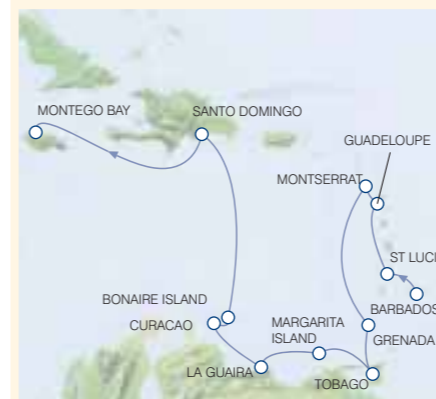 MONTEGO BAY
SANTO DOMINGO
GUADELOUPE
MONTSERRAT
ST LUCI
BONAIRE ISLAND
CURACAO
MARGARITA
ISLAND
BARBADOS
GRENADA
LA GUAIRA
TOBAGO